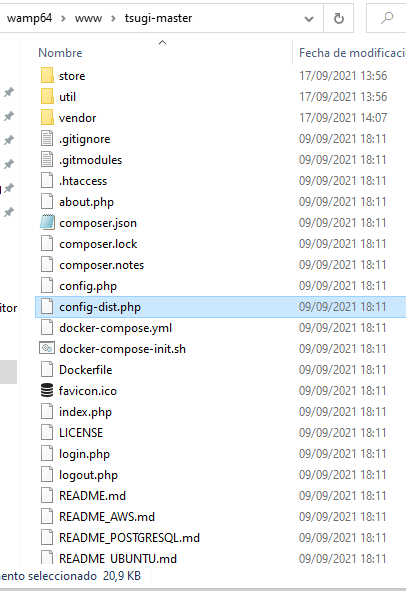 wamp64 > www > tsugi-master
Nombre Fecha de modificaci
store 17/09/2021 13:56
util 17/09/2021 13:56
vendor 17/09/2021 14:07
.gitignore 09/09/2021 18:11
.gitmodules 09/09/2021 18:11
.htaccess 09/09/2021 18:11
about.php 09/09/2021 18:11
composer.json 09/09/2021 18:11
composer.lock 09/09/2021 18:11
composer.notes 09/09/2021 18:11
config.php 09/09/2021 18:11
itor
config-dist.php 09/09/2021 18:11
docker-compose.yml 09/09/2021 18:11
docker-compose-init.sh 09/09/2021 18:11
Dockerfile 09/09/2021 18:11
favicon.ico 09/09/2021 18:11
index.php 09/09/2021 18:11
LICENSE 09/09/2021 18:11
login.php 09/09/2021 18:11
logout.php 09/09/2021 18:11
README.md 09/09/2021 18:11
README_AWS.md 09/09/2021 18:11
README_POSTGRESQL.md 09/09/2021 18:11
README_UBUNTU.md 09/09/2021 18:11
ento seleccionado 20,9 KB